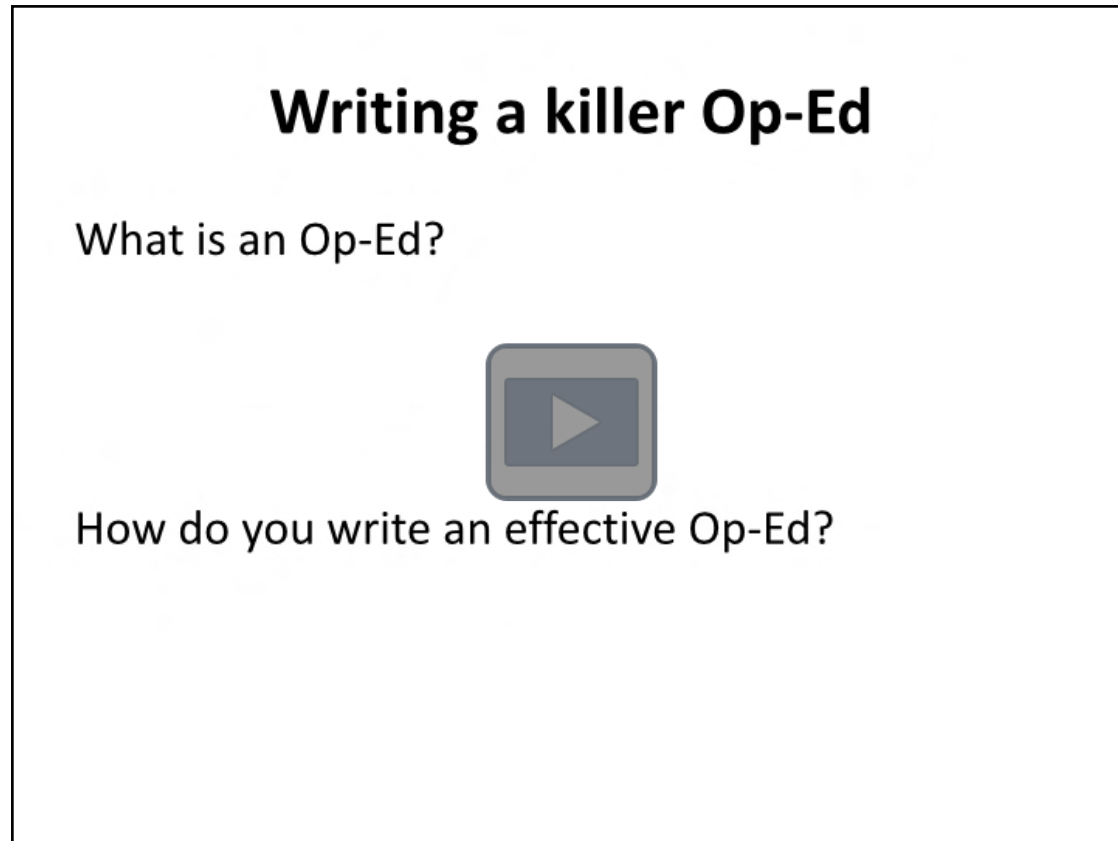 Writing a killer Op-Ed
What is an Op-Ed?
How do you write an effective Op-Ed?